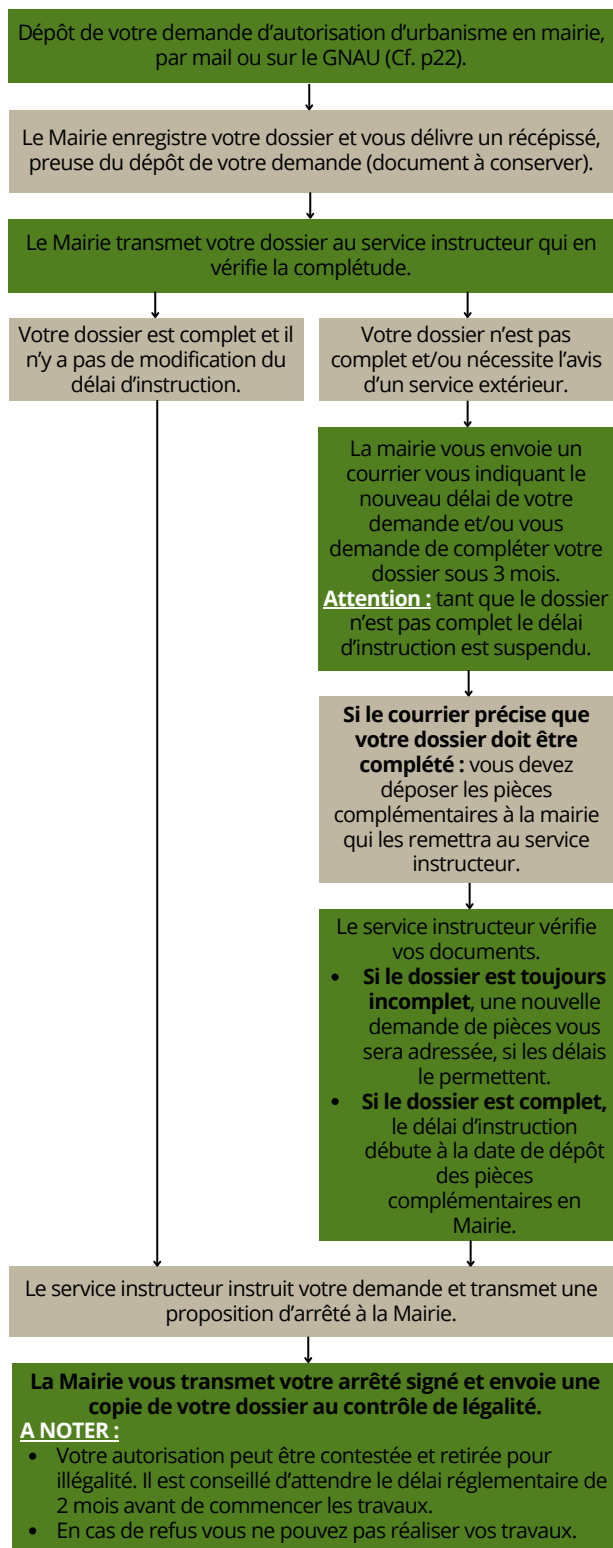 Dépôt de votre demande d'autorisation d'urbanisme en mairie,
par mail ou sur le GNAU (Cf. p22).
Le Mairie enregistre votre dossier et vous délivre un récépissé,
preuse du dépôt de votre demande (document à conserver).
Le Mairie transmet votre dossier au service instructeur qui en
vérifie la complétude.
Votre dossier est complet et il
n'y a pas de modification du
délai d'instruction.
Votre dossier n'est pas
complet et/ou nécessite l'avis
d'un service extérieur.
La mairie vous envoie un
courrier vous indiquant le
nouveau délai de votre
demande et/ou vous
demande de compléter votre
dossier sous 3 mois.
Attention : tant que le dossier
n'est pas complet le délai
d'instruction est suspendu.
Si le courrier précise que
votre dossier doit être
complété : vous devez
déposer les pièces
complémentaires à la mairie
qui les remettra au service
instructeur.
Le service instructeur vérifie
vos documents.
• Si le dossier est toujours
incomplet, une nouvelle
demande de pièces vous
sera adressée, si les délais
le permettent.
• Si le dossier est complet,
le délai d'instruction
débute à la date de dépôt
des pièces
complémentaires en
Mairie.
Le service instructeur instruit votre demande et transmet une
proposition d'arrêté à la Mairie.
La Mairie vous transmet votre arrêté signé et envoie une
copie de votre dossier au contrôle de légalité.
A NOTER :
• Votre autorisation peut être contestée et retirée pour
illégalité. Il est conseillé d'attendre le délai réglementaire de
2 mois avant de commencer les travaux.
• En cas de refus vous ne pouvez pas réaliser vos travaux.